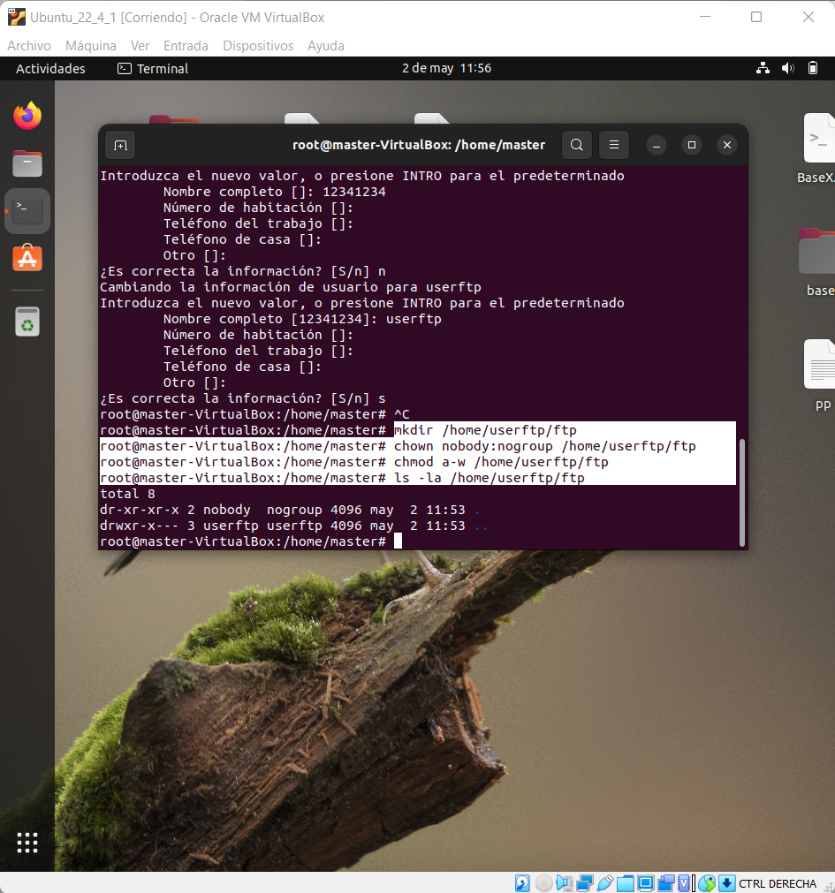 Ubuntu_22_4_1 [Corriendo] - Oracle VM VirtualBox
Archivo Máquina Ver Entrada Dispositivos Ayuda
Actividades Terminal 2 de may 11:56
root@master-VirtualBox: /home/master
Introduzca el nuevo valor, o presione INTRO para el predeterminado
Nombre completo []: 12341234
Número de habitación []:
Teléfono del trabajo []:
Teléfono de casa []:
Otro []:
¿Es correcta la información? [S/n] n
Cambiando la información de usuario para userftp
Introduzca el nuevo valor, o presione INTRO para el predeterminado
Nombre completo [12341234]: userftp
Número de habitación []:
Teléfono del trabajo []:
Teléfono de casa []:
Otro []:
¿Es correcta la información? [S/n] s
root@master-VirtualBox:/home/master# ^C
root@master-VirtualBox:/home/master# mkdir /home/userftp/ftp
root@master-VirtualBox:/home/master# chown nobody:nogroup /home/userftp/ftp
root@master-VirtualBox:/home/master# chmod a-w /home/userftp/ftp
root@master-VirtualBox:/home/master# ls -la /home/userftp/ftp
total 8
dr-xr-xr-x 2 nobody  nogroup 4096 may  2 11:53 .
drwxr-x--- 3 userftp userftp 4096 may  2 11:53 ..
root@master-VirtualBox:/home/master#
BaseX.
base
PP
CTRL DERECHA